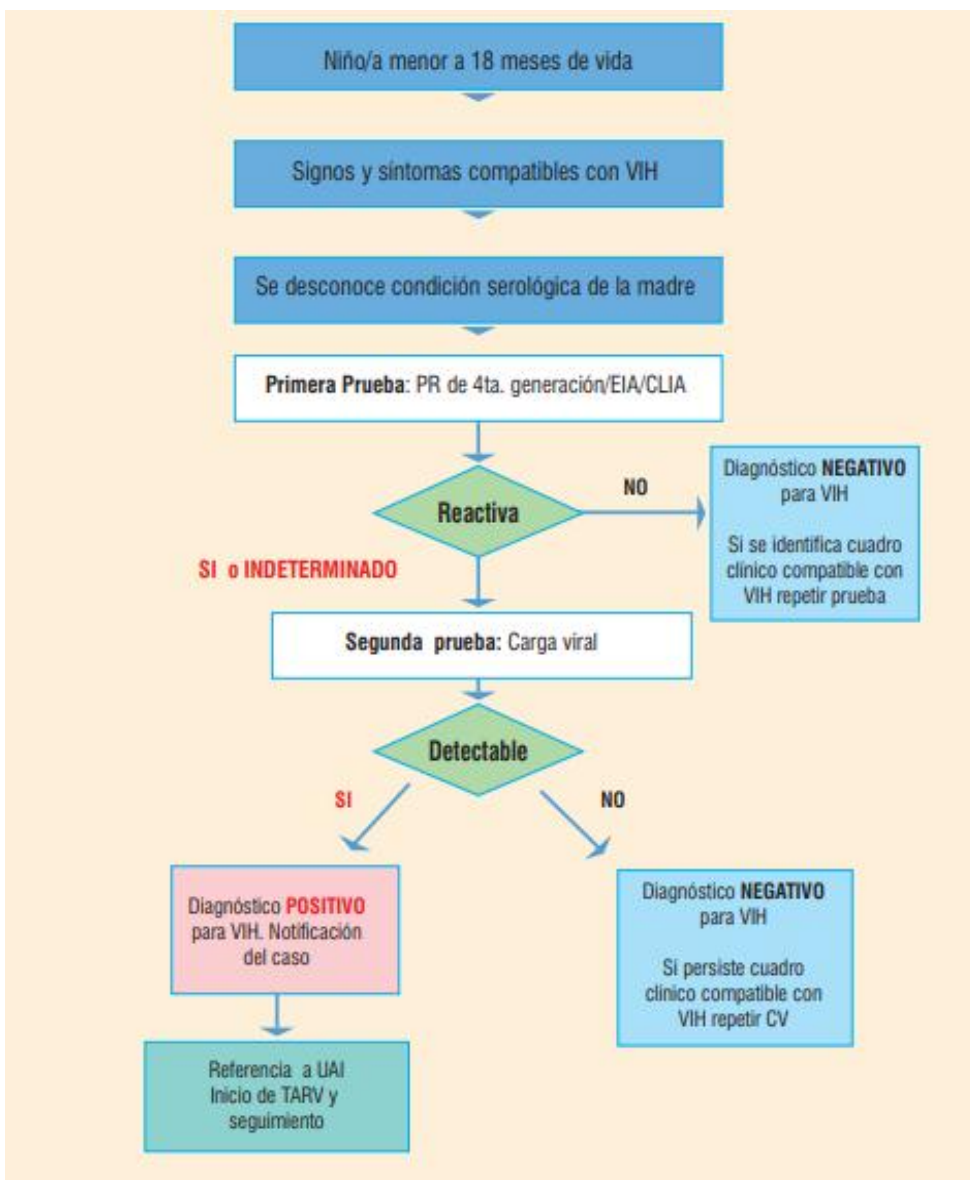 Niño/a menor a 18 meses de vida
Signos y síntomas compatibles con VIH
Se desconoce condición serológica de la madre
Primera Prueba: PR de 4ta. generación/EIA/CLIA
Reactiva
NO
Diagnóstico NEGATIVO
para VIH
Si se identifica cuadro
clínico compatible con
VIH repetir prueba
SI o INDETERMINADO
Segunda prueba: Carga viral
Detectable
SI
NO
Diagnóstico POSITIVO
para VIH. Notificación
del caso
Diagnóstico NEGATIVO
para VIH
Si persiste cuadro
clinico compatible con
VIH repetir CV
Referencia a UAI
Inicio de TARV y
seguimiento